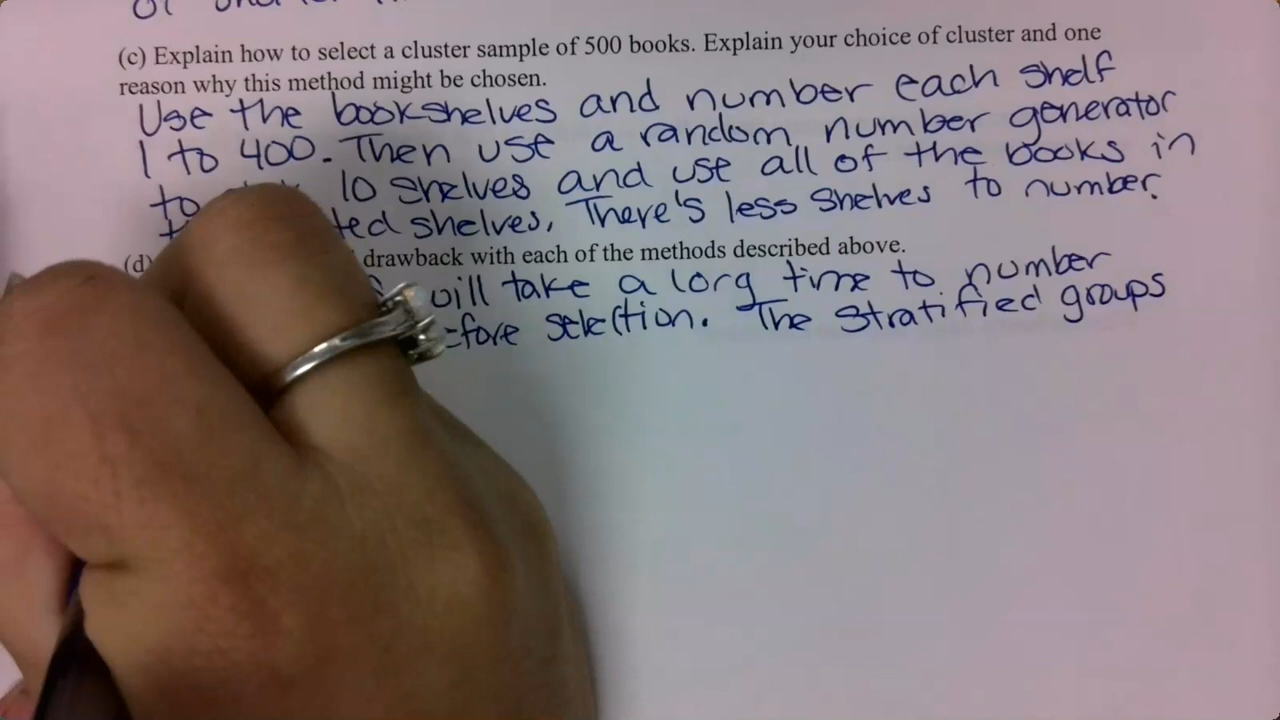 (c) Explain how to select a cluster sample of 500 books. Explain your choice of cluster and one
reason why this method might be chosen.
Use the bookshelves and number each shelf
1 to 400. Then use a random number generator
to 10 shelves and use all of the books in
shelves. There's less shelves to number.
(d) drawback with each of the methods described above.
will take a long time to number
selection. The stratified groups